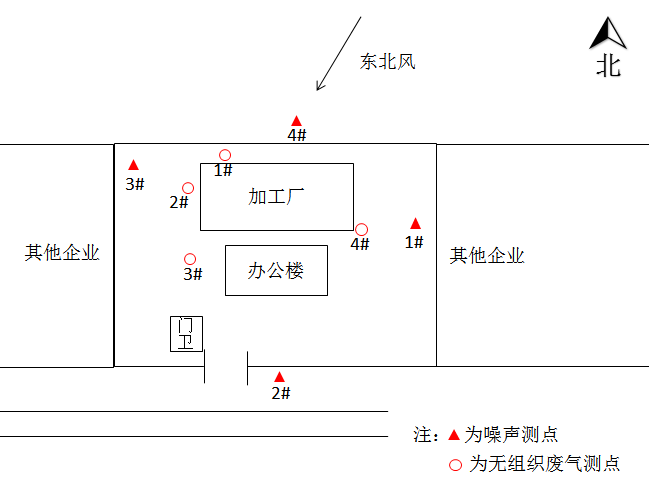 东北风
北
4#
1#
3#
2#
加工厂
其他企业
4#
1#
其他企业
3#
办公楼
门卫
2#
注：▲为噪声测点
○为无组织废气测点